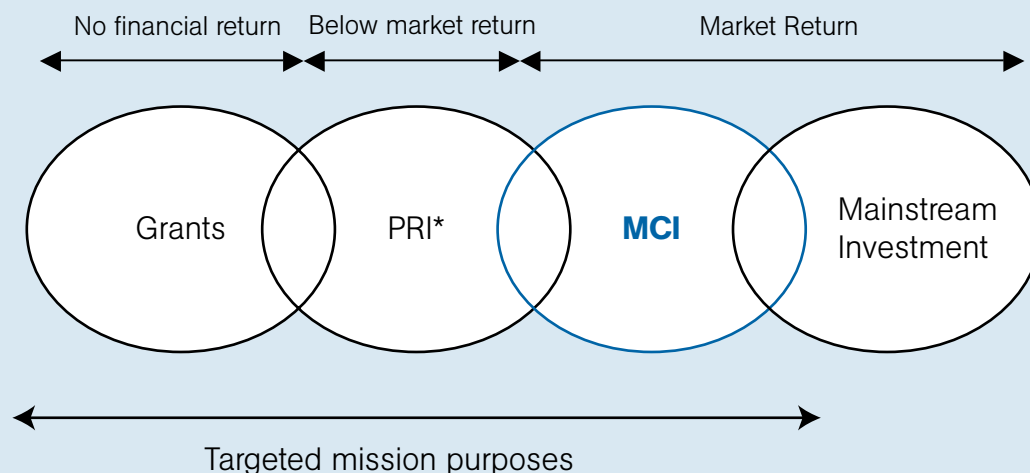 No financial return
Below market return
Market Return
Grants
PRI*
MCI
Mainstream
Investment
Targeted mission purposes